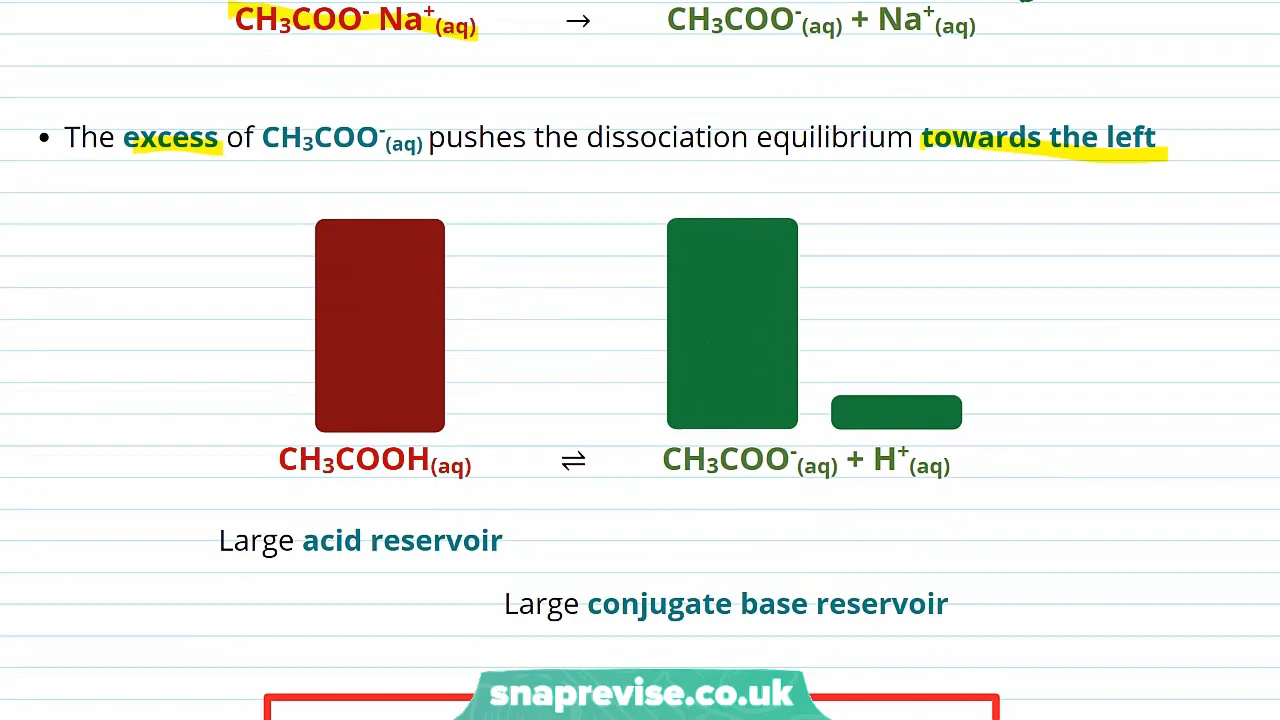 CH₃COO⁻ Na⁺(aq) → CH₃COO⁻(aq) + Na⁺(aq)
• The excess of CH₃COO⁻(aq) pushes the dissociation equilibrium towards the left
CH₃COOH(aq) ⇌ CH₃COO⁻(aq) + H⁺(aq)
Large acid reservoir
Large conjugate base reservoir
snaprevise.co.uk